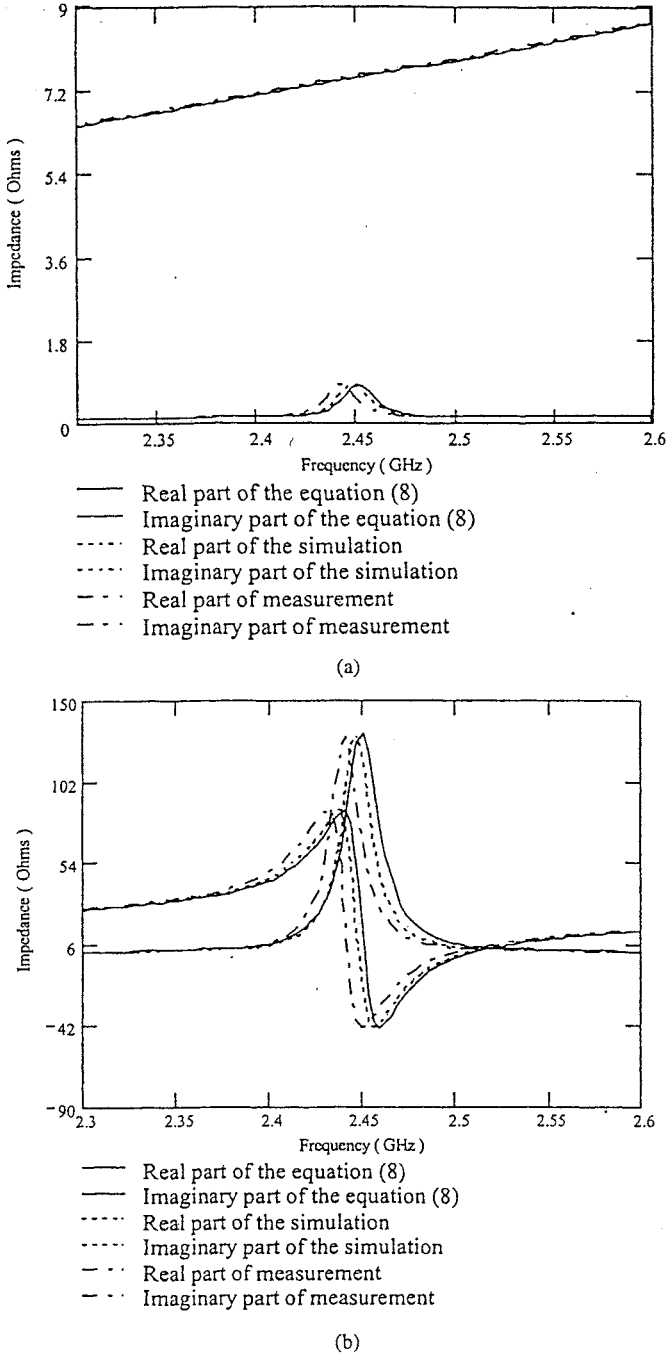 9
7.2
5.4
3.6
1.8
0
Impedance ( Ohms )
2.35
2.4
2.45
2.5
2.55
2.6
Frequency ( GHz )
Real part of the equation (8)
Imaginary part of the equation (8)
Real part of the simulation
Imaginary part of the simulation
Real part of measurement
Imaginary part of measurement
(a)
150
102
54
6
−42
−90
Impedance ( Ohms )
2.3
2.35
2.4
2.45
2.5
2.55
2.6
Frequency ( GHz )
Real part of the equation (8)
Imaginary part of the equation (8)
Real part of the simulation
Imaginary part of the simulation
Real part of measurement
Imaginary part of measurement
(b)